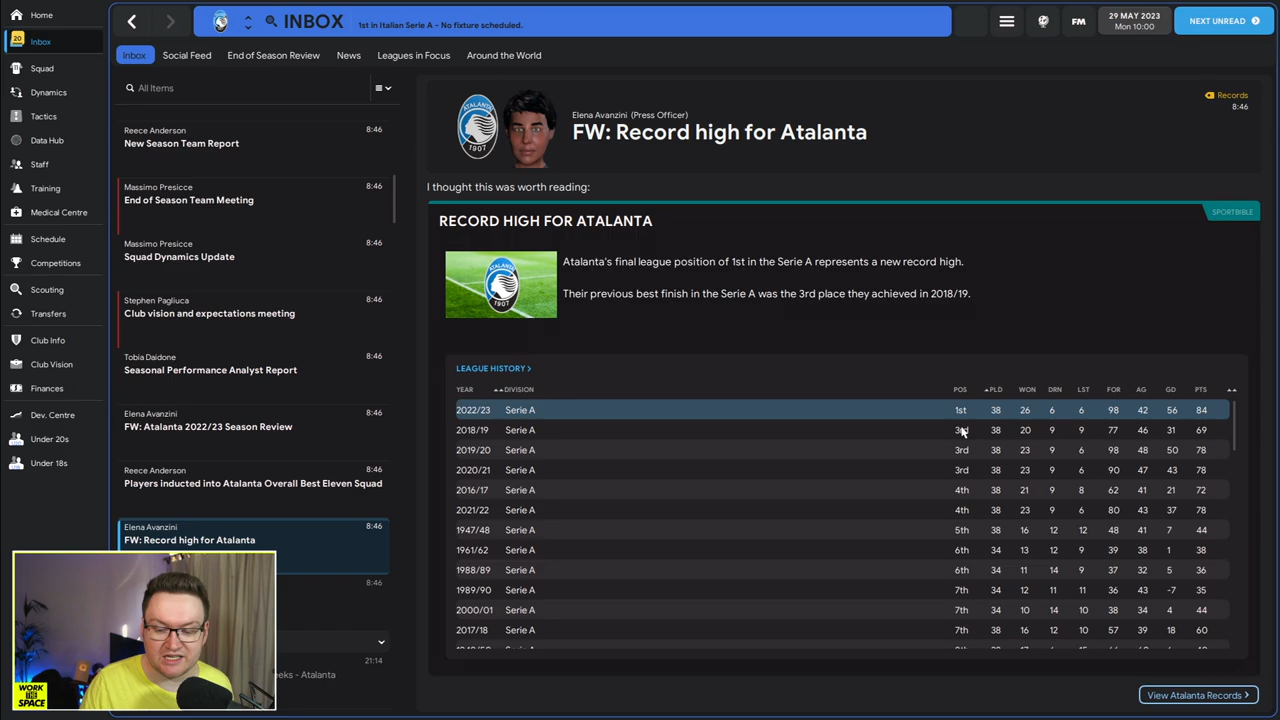 Home
20
Inbox
Squad
Dynamics
Tactics
Data Hub
Staff
Training
Medical Centre
Schedule
Competitions
Scouting
Transfers
Club Info
Club Vision
Finances
Dev. Centre
Under 20s
Under 18s
INBOX
1st in Italian Serie A - No fixture scheduled.
FM
29 MAY 2023
Mon 10:00
NEXT UNREAD
Inbox Social Feed End of Season Review News Leagues in Focus Around the World
All Items
Reece Anderson 8:46
New Season Team Report
Massimo Presicce 8:46
End of Season Team Meeting
Massimo Presicce 8:46
Squad Dynamics Update
Stephen Pagliuca 8:46
Club vision and expectations meeting
Tobia Daidone 8:46
Seasonal Performance Analyst Report
Elena Avanzini 8:46
FW: Atalanta 2022/23 Season Review
Reece Anderson 8:46
Players inducted into Atalanta Overall Best Eleven Squad
Elena Avanzini 8:46
FW: Record high for Atalanta
8:46
21:14
eeks - Atalanta
WORK
THE
SPACE
ATALANTA
1907
Elena Avanzini (Press Officer)
FW: Record high for Atalanta
Records
8:46
I thought this was worth reading:
SPORTBIBLE
RECORD HIGH FOR ATALANTA
ATALANTA
1907
Atalanta's final league position of 1st in the Serie A represents a new record high.
Their previous best finish in the Serie A was the 3rd place they achieved in 2018/19.
LEAGUE HISTORY
YEAR DIVISION POS PLD WON DRN LST FOR AG GD PTS
2022/23 Serie A 1st 38 26 6 6 98 42 56 84
2018/19 Serie A 3rd 38 20 9 9 77 46 31 69
2019/20 Serie A 3rd 38 23 9 6 98 48 50 78
2020/21 Serie A 3rd 38 23 9 6 90 47 43 78
2016/17 Serie A 4th 38 21 9 8 62 41 21 72
2021/22 Serie A 4th 38 23 9 6 80 43 37 78
1947/48 Serie A 5th 38 16 12 12 48 41 7 44
1961/62 Serie A 6th 34 13 12 9 39 38 1 38
1988/89 Serie A 6th 34 11 14 9 37 32 5 36
1989/90 Serie A 7th 34 12 11 11 36 43 -7 35
2000/01 Serie A 7th 34 10 14 10 38 34 4 44
2017/18 Serie A 7th 38 16 12 10 57 39 18 60
View Atalanta Records